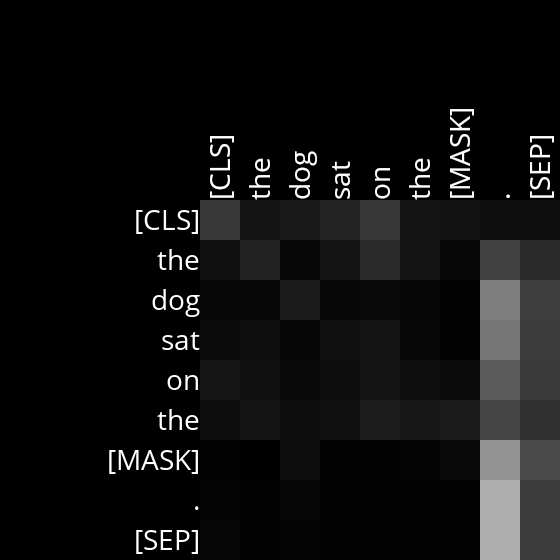 [CLS] the dog sat on the [MASK] . [SEP]
[CLS]
the
dog
sat
on
the
[MASK]
.
[SEP]